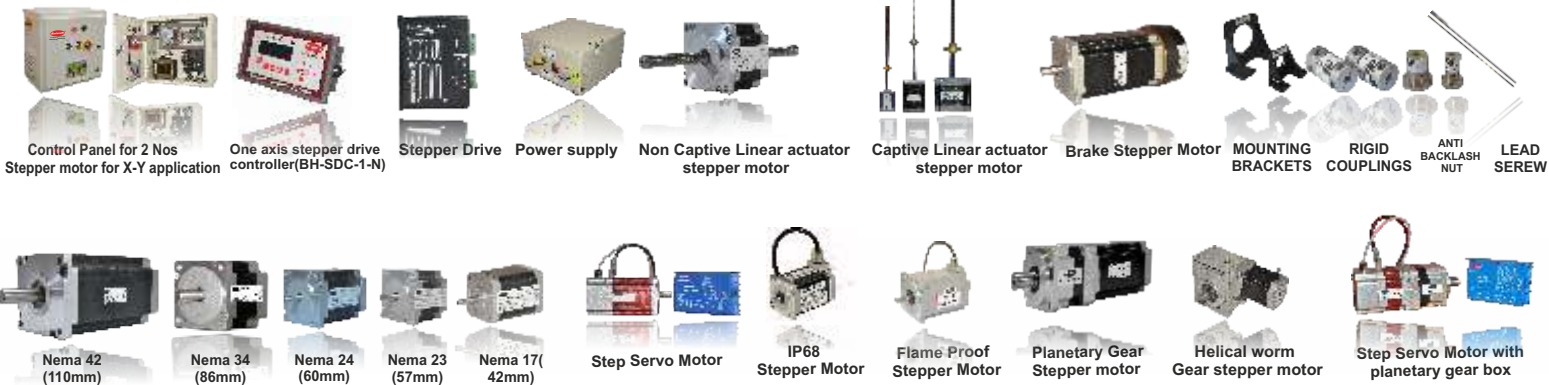 Control Panel for 2 Nos
Stepper motor for X-Y application
One axis stepper drive
controller(BH-SDC-1-N)
Stepper Drive
Power supply
Non Captive Linear actuator
stepper motor
Captive Linear actuator
stepper motor
Brake Stepper Motor
MOUNTING
BRACKETS
RIGID
COUPLINGS
ANTI
BACKLASH
NUT
LEAD
SEREW
Nema 42
(110mm)
Nema 34
(86mm)
Nema 24
(60mm)
Nema 23
(57mm)
Nema 17(
42mm)
Step Servo Motor
IP68
Stepper Motor
Flame Proof
Stepper Motor
Planetary Gear
Stepper motor
Helical worm
Gear stepper motor
Step Servo Motor with
planetary gear box